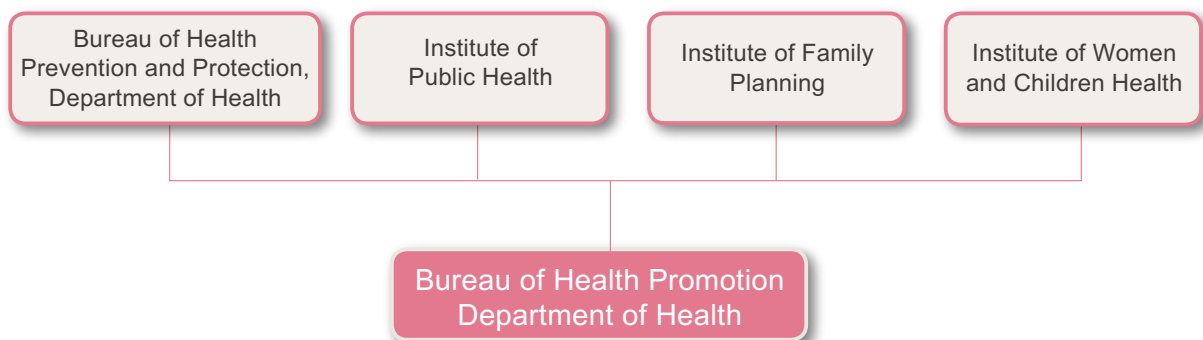 Bureau of Health
Prevention and Protection,
Department of Health
Institute of
Public Health
Institute of Family
Planning
Institute of Women
and Children Health
Bureau of Health Promotion
Department of Health